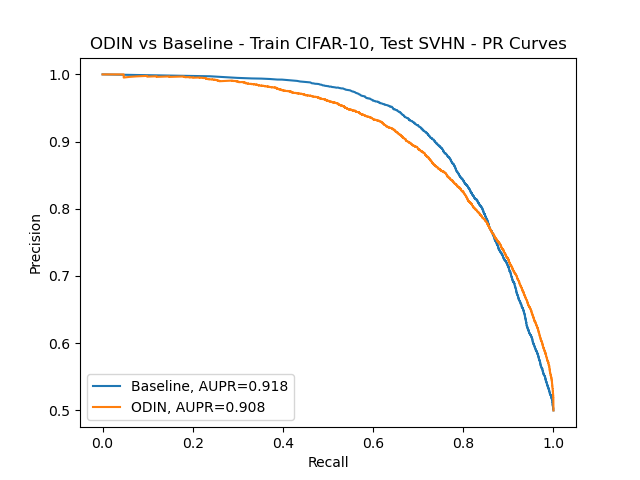 ODIN vs Baseline - Train CIFAR-10, Test SVHN - PR Curves
1.0
0.9
0.8
0.7
0.6
0.5
Precision
Baseline, AUPR=0.918
ODIN, AUPR=0.908
0.0 0.2 0.4 0.6 0.8 1.0
Recall